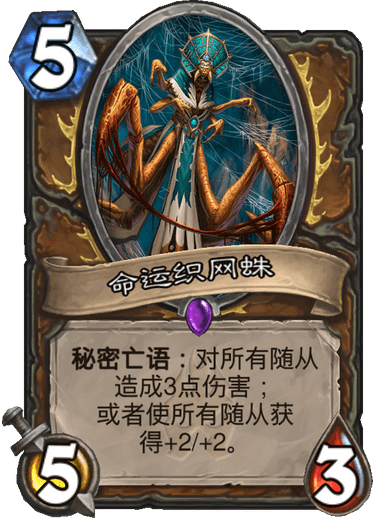 5
命运织网蛛
秘密亡语：对所有随从
造成3点伤害；
或者使所有随从获
得+2/+2。
5
3